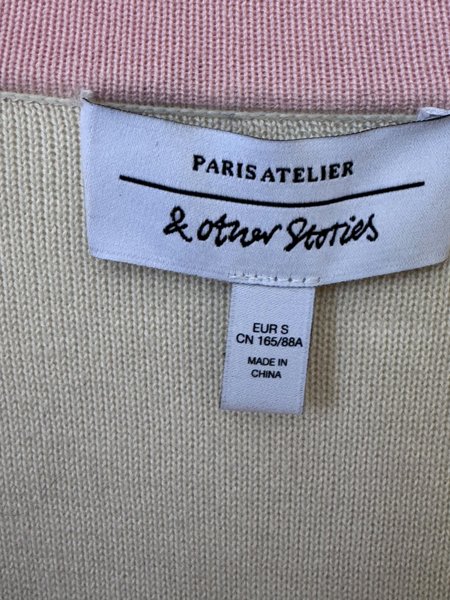 PARIS ATELIER
& other Stories
EUR S
CN 165/88A
MADE IN
CHINA